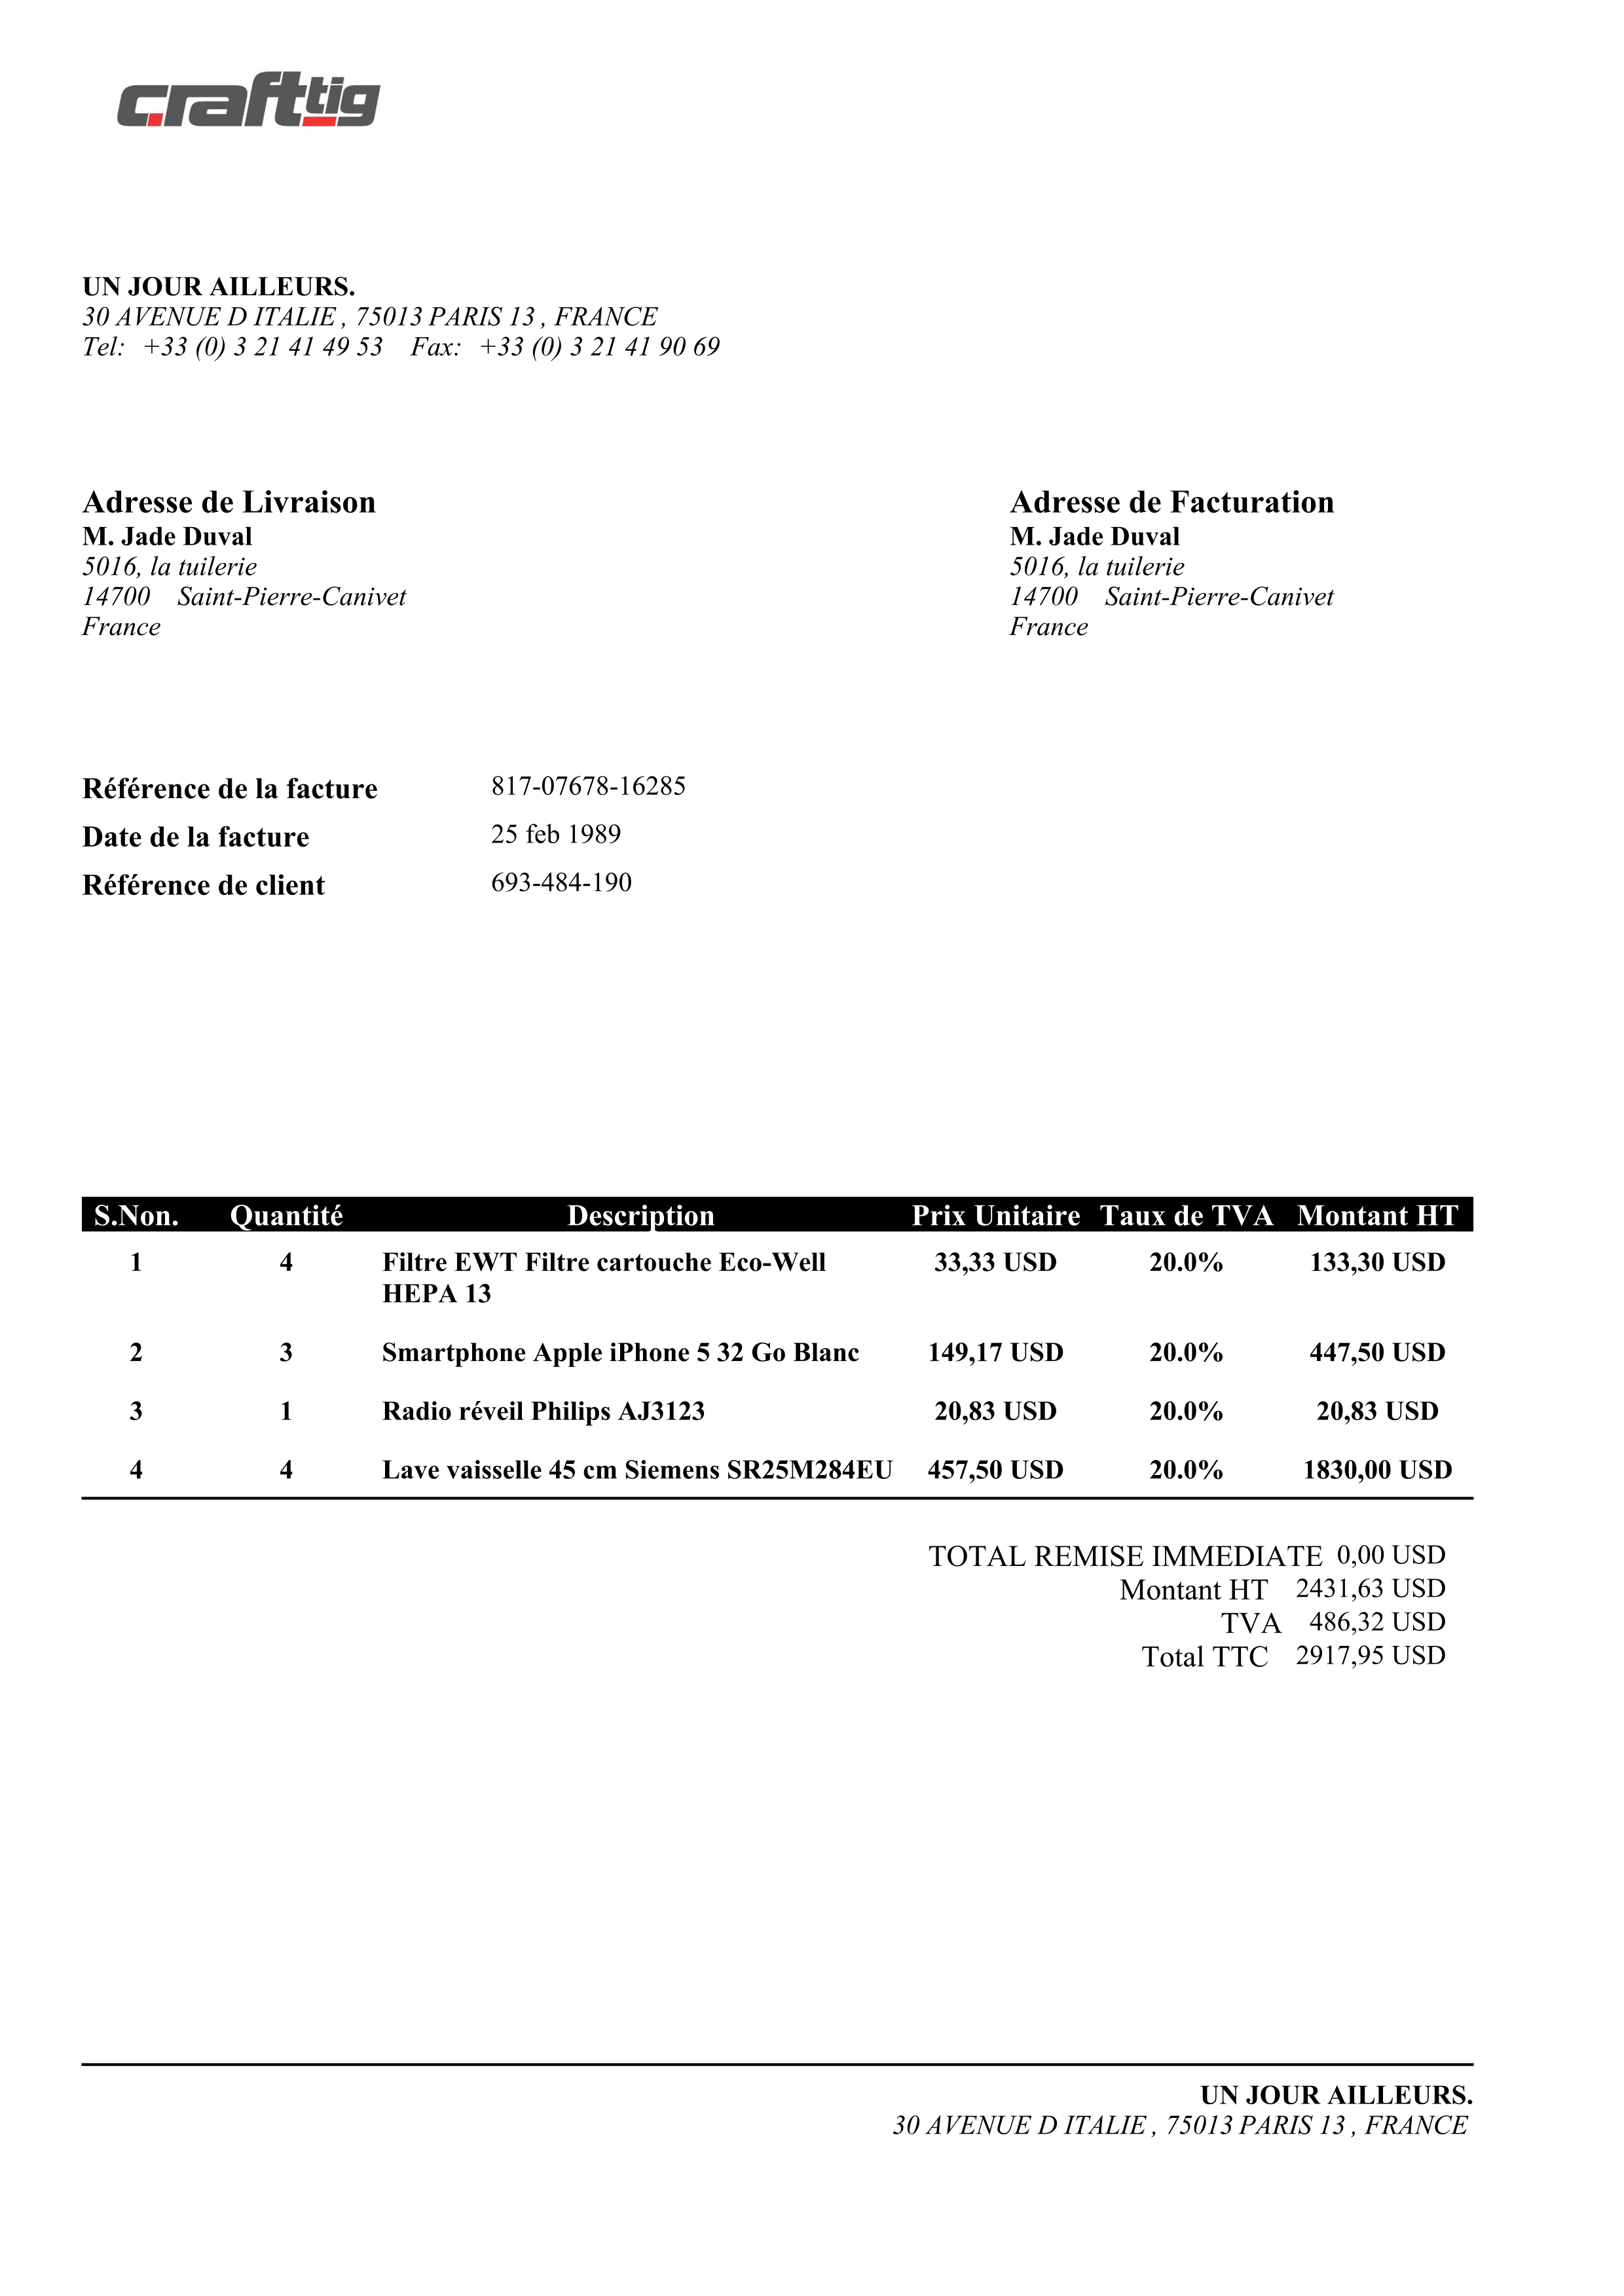 crafttig
UN JOUR AILLEURS.
30 AVENUE D ITALIE , 75013 PARIS 13 , FRANCE
Tel: +33 (0) 3 21 41 49 53 Fax: +33 (0) 3 21 41 90 69
Adresse de Livraison
M. Jade Duval
5016, la tuilerie
14700 Saint-Pierre-Canivet
France
Adresse de Facturation
M. Jade Duval
5016, la tuilerie
14700 Saint-Pierre-Canivet
France
Référence de la facture 817-07678-16285
Date de la facture 25 feb 1989
Référence de client 693-484-190
S.Non. Quantité Description Prix Unitaire Taux de TVA Montant HT
1 4 Filtre EWT Filtre cartouche Eco-Well 33,33 USD 20.0% 133,30 USD
HEPA 13
2 3 Smartphone Apple iPhone 5 32 Go Blanc 149,17 USD 20.0% 447,50 USD
3 1 Radio réveil Philips AJ3123 20,83 USD 20.0% 20,83 USD
4 4 Lave vaisselle 45 cm Siemens SR25M284EU 457,50 USD 20.0% 1830,00 USD
TOTAL REMISE IMMEDIATE 0,00 USD
Montant HT 2431,63 USD
TVA 486,32 USD
Total TTC 2917,95 USD
UN JOUR AILLEURS.
30 AVENUE D ITALIE , 75013 PARIS 13 , FRANCE